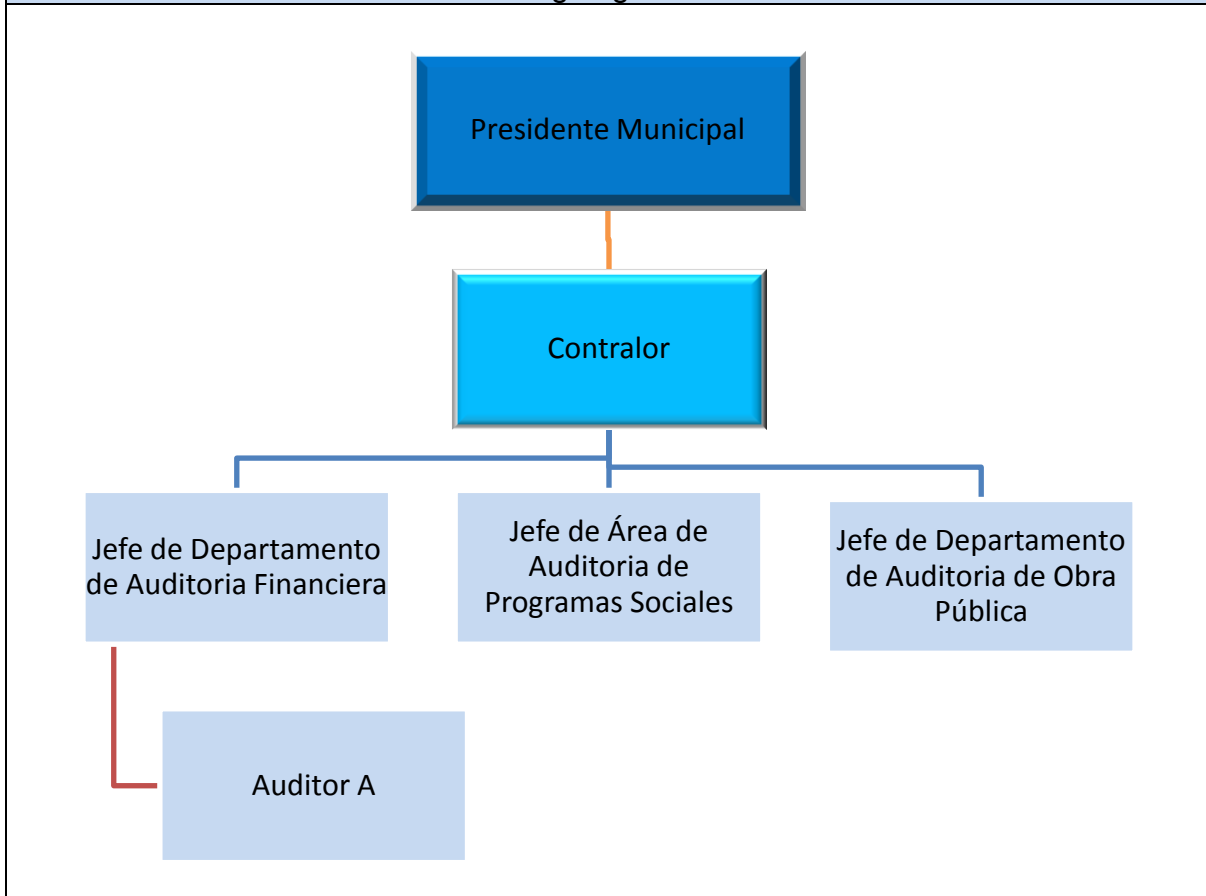 Presidente Municipal
Contralor
Jefe de Departamento
de Auditoria Financiera
Jefe de Área de
Auditoria de
Programas Sociales
Jefe de Departamento
de Auditoria de Obra
Pública
Auditor A